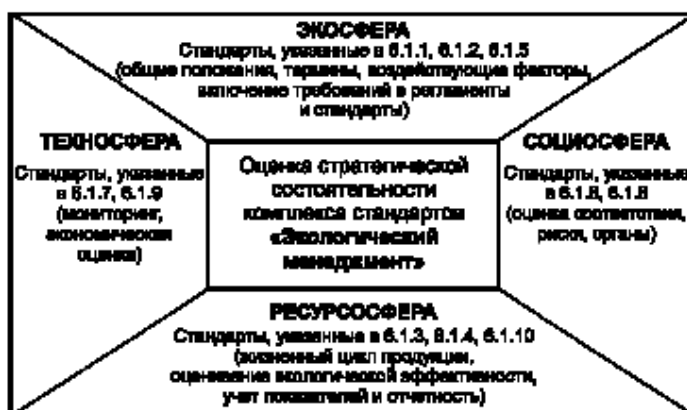 ЭКОСФЕРА
Стандарты, указанные в 6.1.1, 6.1.2, 6.1.5
(общие положения, термины, воздействующие факторы,
включение требований в регламенты
и стандарты)
ТЕХНОСФЕРА
Стандарты, указанные
в 6.1.7, 6.1.9
(мониторинг,
экономическая
оценка)
Оценка стратегической
состоятельности
комплекса стандартов
«Экологический
менеджмент»
СОЦИОСФЕРА
Стандарты, указанные
в 6.1.6, 6.1.8
(оценка соответствия,
риски, органы)
РЕСУРСОСФЕРА
Стандарты, указанные в 6.1.3, 6.1.4, 6.1.10
(жизненный цикл продукции,
оценивание экологической эффективности,
учет показателей и отчетность)